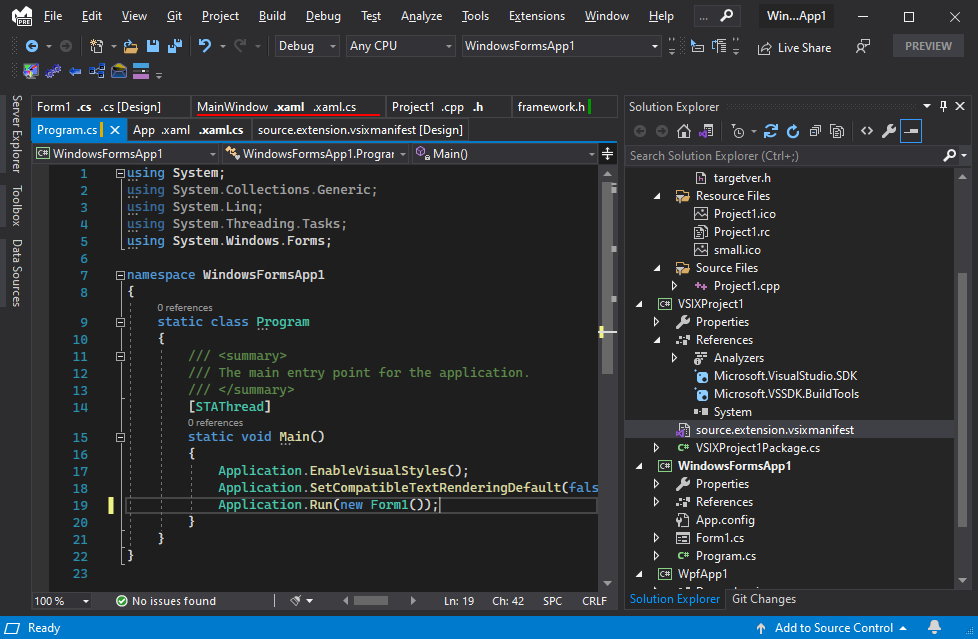 PRE File Edit View Git Project Build Debug Test Analyze Tools Extensions Window Help ... Win...App1
Debug Any CPU WindowsFormsApp1 Live Share PREVIEW
Server Explorer
Toolbox
Data Sources
Form1 .cs .cs [Design] MainWindow .xaml .xaml.cs Project1 .cpp .h framework.h
Program.cs App .xaml .xaml.cs source.extension.vsixmanifest [Design]
WindowsFormsApp1 WindowsFormsApp1.Prograr Main()
1 using System;
2 using System.Collections.Generic;
3 using System.Linq;
4 using System.Threading.Tasks;
5 using System.Windows.Forms;
6
7 namespace WindowsFormsApp1
8 {
0 references
9 static class Program
10 {
11 /// <summary>
12 /// The main entry point for the application.
13 /// </summary>
14 [STAThread]
0 references
15 static void Main()
16 {
17 Application.EnableVisualStyles();
18 Application.SetCompatibleTextRenderingDefault(fals
19 Application.Run(new Form1());
20 }
21 }
22 }
23
100 % No issues found Ln: 19 Ch: 42 SPC CRLF
Solution Explorer
Search Solution Explorer (Ctrl+;)
targetver.h
Resource Files
Project1.ico
Project1.rc
small.ico
Source Files
++ Project1.cpp
C# VSIXProject1
Properties
References
Analyzers
Microsoft.VisualStudio.SDK
Microsoft.VSSDK.BuildTools
System
source.extension.vsixmanifest
C# VSIXProject1Package.cs
C# WindowsFormsApp1
Properties
References
App.config
Form1.cs
C# Program.cs
C# WpfApp1
Solution Explorer Git Changes
Ready Add to Source Control